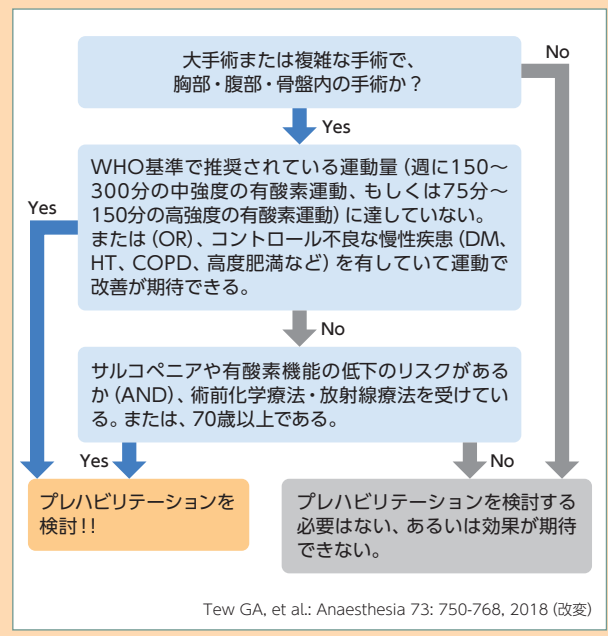 大手術または複雑な手術で、
胸部・腹部・骨盤内の手術か？
No
Yes
WHO基準で推奨されている運動量（週に150〜
300分の中強度の有酸素運動、もしくは75分〜
150分の高強度の有酸素運動）に達していない。
または（OR）、コントロール不良な慢性疾患（DM、
HT、COPD、高度肥満など）を有していて運動で
改善が期待できる。
Yes
No
サルコペニアや有酸素機能の低下のリスクがある
か（AND）、術前化学療法・放射線療法を受けてい
る。または、70歳以上である。
Yes
No
プレハビリテーションを
検討!!
プレハビリテーションを検討する
必要はない、あるいは効果が期待
できない。
Tew GA, et al.: Anaesthesia 73: 750-768, 2018 (改変)